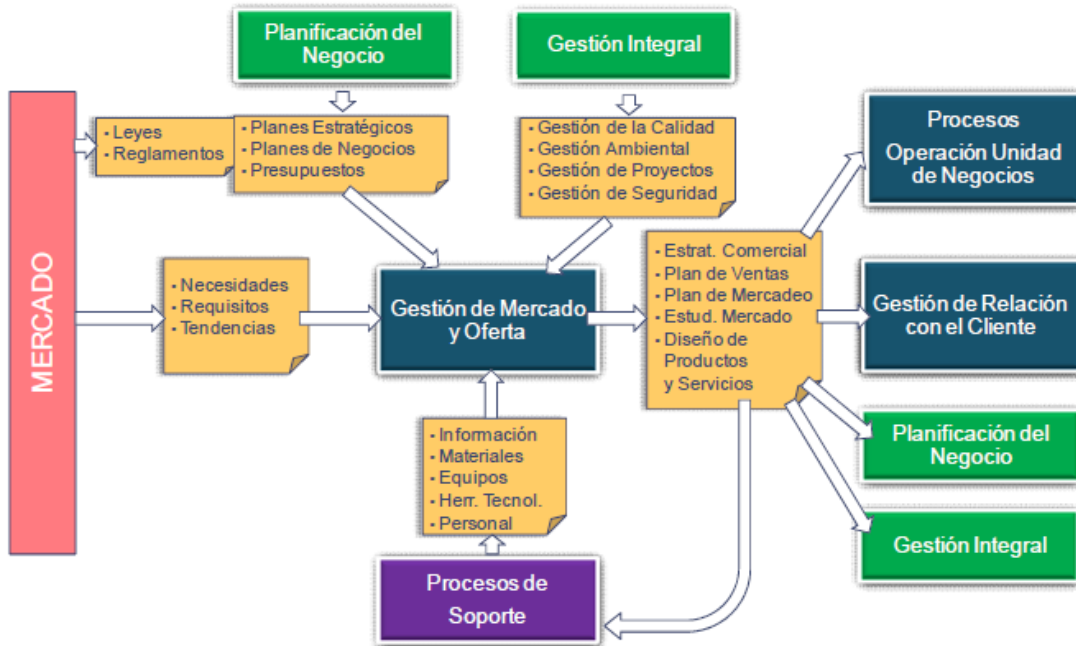 Planificación del
Negocio
Gestión Integral
MERCADO
• Leyes
• Reglamentos
• Planes Estratégicos
• Planes de Negocios
• Presupuestos
• Gestión de la Calidad
• Gestión Ambiental
• Gestión de Proyectos
• Gestión de Seguridad
Procesos
Operación Unidad
de Negocios
• Necesidades
• Requisitos
• Tendencias
Gestión de Mercado
y Oferta
• Estrat. Comercial
• Plan de Ventas
• Plan de Mercadeo
• Estud. Mercado
• Diseño de
Productos
y Servicios
Gestión de Relación
con el Cliente
• Información
• Materiales
• Equipos
• Herr. Tecnol.
• Personal
Planificación del
Negocio
Gestión Integral
Procesos de
Soporte